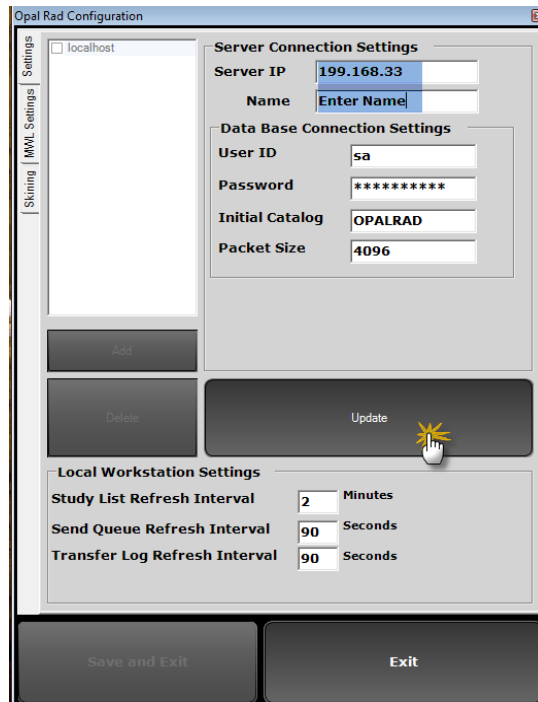 Opal Rad Configuration
Settings
MWL Settings
Skining
localhost
Add
Delete
Server Connection Settings
Server IP 199.168.33
Name Enter Name
Data Base Connection Settings
User ID sa
Password **********
Initial Catalog OPALRAD
Packet Size 4096
Update
Local Workstation Settings
Study List Refresh Interval 2 Minutes
Send Queue Refresh Interval 90 Seconds
Transfer Log Refresh Interval 90 Seconds
Save and Exit
Exit